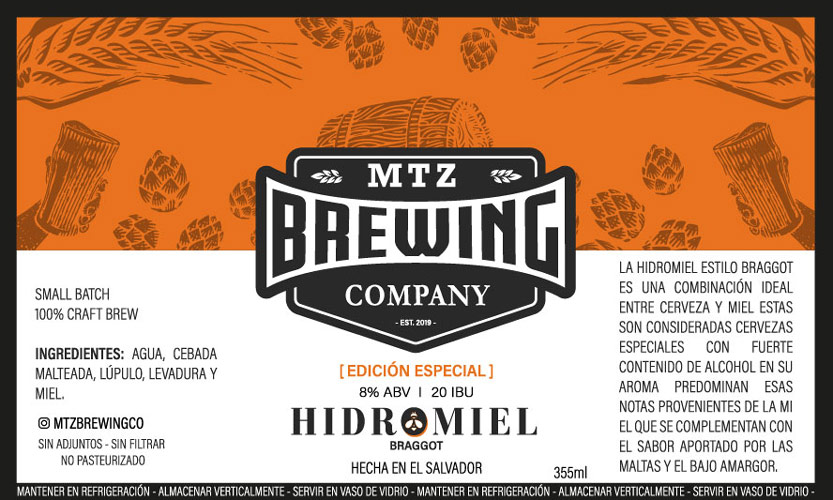 MTZ
BREWING
COMPANY
- EST. 2019 -
SMALL BATCH
100% CRAFT BREW
INGREDIENTES: AGUA, CEBADA
MALTEADA, LÚPULO, LEVADURA Y
MIEL.
MTZBREWINGCO
SIN ADJUNTOS - SIN FILTRAR
NO PASTEURIZADO
[ EDICIÓN ESPECIAL ]
8% ABV | 20 IBU
HIDROMIEL
BRAGGOT
HECHA EN EL SALVADOR
355ml
LA HIDROMIEL ESTILO BRAGGOT
ES UNA COMBINACIÓN IDEAL
ENTRE CERVEZA Y MIEL ESTAS
SON CONSIDERADAS CERVEZAS
ESPECIALES CON FUERTE
CONTENIDO DE ALCOHOL EN SU
AROMA PREDOMINAN ESAS
NOTAS PROVENIENTES DE LA MI
EL QUE SE COMPLEMENTAN CON
EL SABOR APORTADO POR LAS
MALTAS Y EL BAJO AMARGOR.
MANTENER EN REFRIGERACIÓN - ALMACENAR VERTICALMENTE - SERVIR EN VASO DE VIDRIO - MANTENER EN REFRIGERACIÓN - ALMACENAR VERTICALMENTE - SERVIR EN VASO DE VIDRIO -